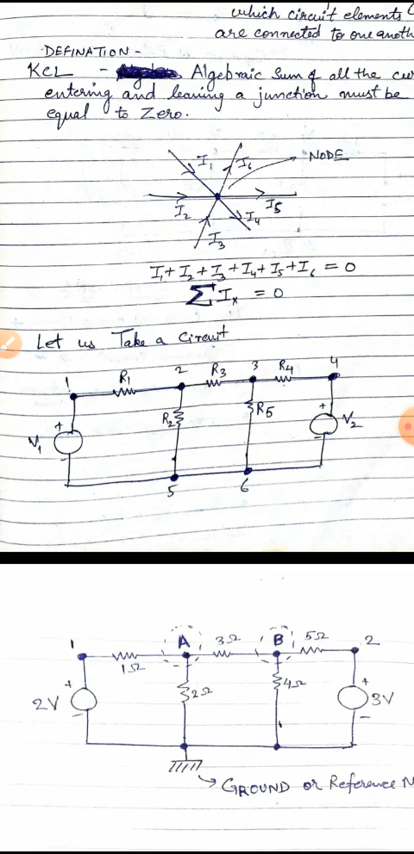 which circuit elements
are connected to one
DEFINATION -
KCL - Algebraic Sum of all the
entering and leaving a junction must be
equal to Zero.
I1 I6 NODE
I2 I5
I4
I3
I1 + I2 + I3 + I4 + I5 + I6 = 0
∑ Ix = 0
Let us Take a Circuit
1 R1 2 R3 3 R4 4
+ R2 R5 +
V1 V2
- -
5 6
1 A 3Ω B 5Ω 2
1Ω
+ 2Ω 4Ω +
2V 3V
- -
GROUND or Reference